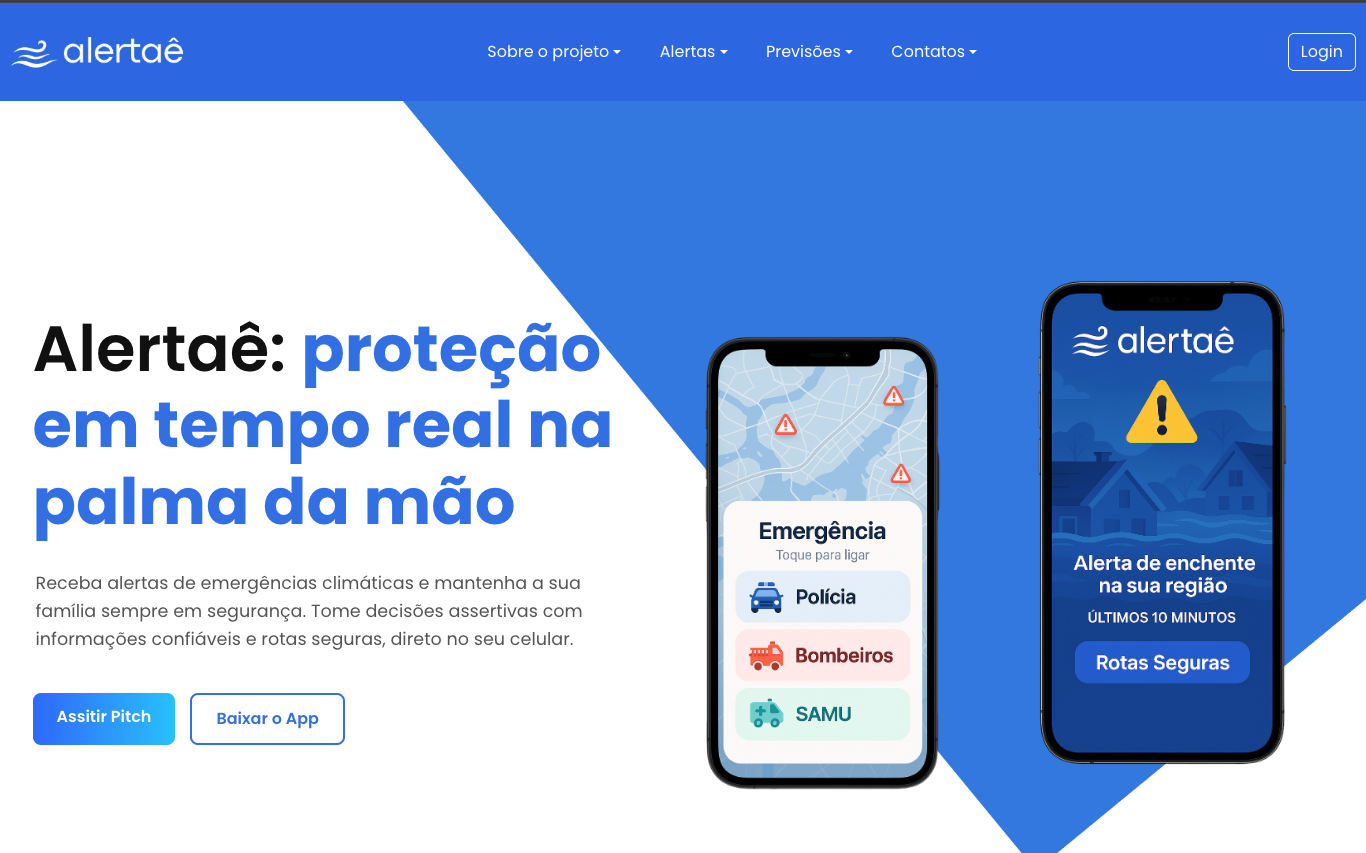 alertaê
Sobre o projeto
Alertas
Previsões
Contatos
Login
Alertaê: proteção
em tempo real na
palma da mão
Receba alertas de emergências climáticas e mantenha a sua
família sempre em segurança. Tome decisões assertivas com
informações confiáveis e rotas seguras, direto no seu celular.
Assitir Pitch
Baixar o App
Emergência
Toque para ligar
Polícia
Bombeiros
SAMU
alertaê
Alerta de enchente
na sua região
ÚLTIMOS 10 MINUTOS
Rotas Seguras